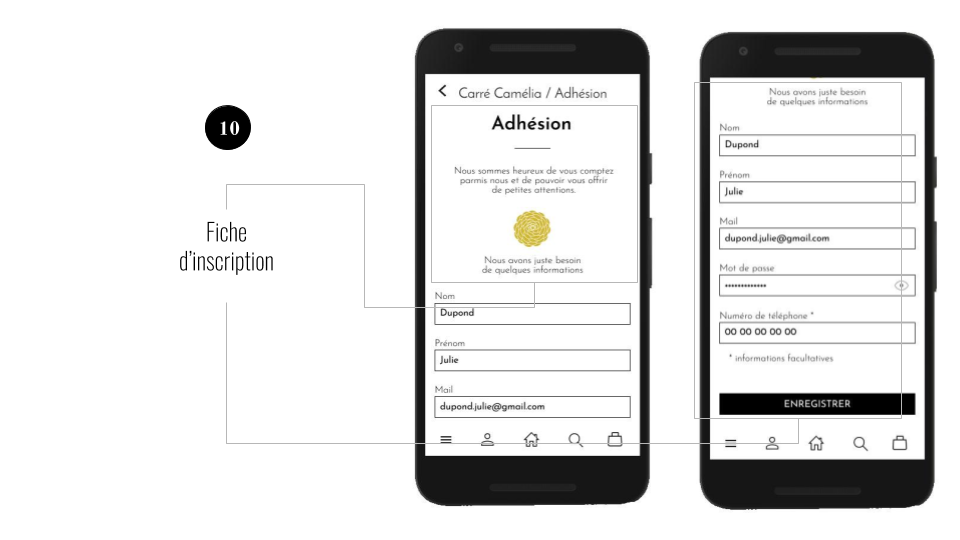 10
Fiche
d'inscription
Carré Camélia / Adhésion
Adhésion
Nous sommes heureux de vous comptez
parmis nous et de pouvoir vous offrir
de petites attentions.
Nous avons juste besoin
de quelques informations
Nom
Dupond
Prénom
Julie
Mail
dupond.julie@gmail.com
Nous avons juste besoin
de quelques informations
Nom
Dupond
Prénom
Julie
Mail
dupond.julie@gmail.com
Mot de passe
•••••••••••••
Numéro de téléphone *
00 00 00 00 00
* informations facultatives
ENREGISTRER